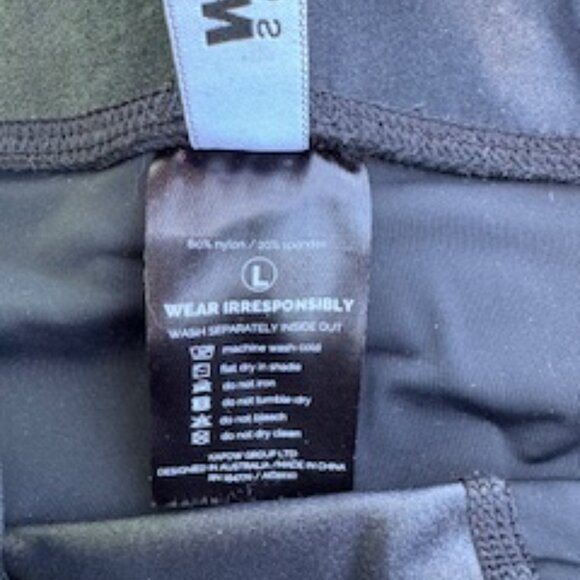 80% nylon / 20% spandex
L
WEAR IRRESPONSIBLY
WASH SEPARATELY INSIDE OUT
machine wash cold
flat dry in shade
do not iron
do not tumble-dry
do not bleach
do not dry clean
KAPOW GROUP LTD
DESIGNED IN AUSTRALIA / MADE IN CHINA